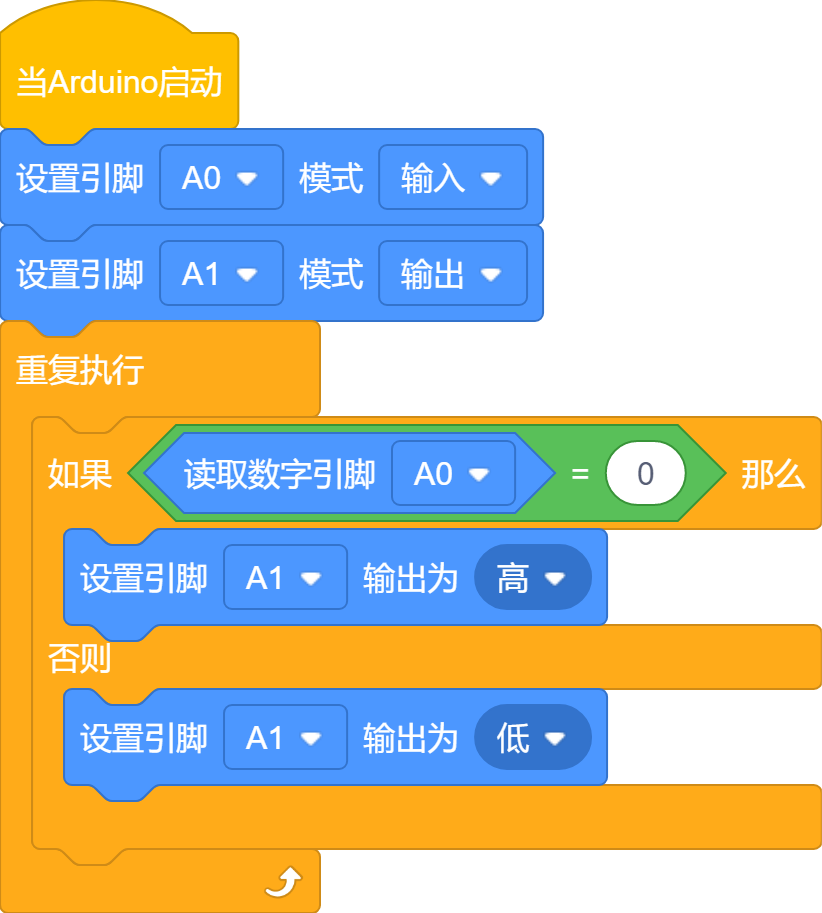 当Arduino启动
设置引脚 A0 模式 输入
设置引脚 A1 模式 输出
重复执行
如果 读取数字引脚 A0 = 0 那么
设置引脚 A1 输出为 高
否则
设置引脚 A1 输出为 低